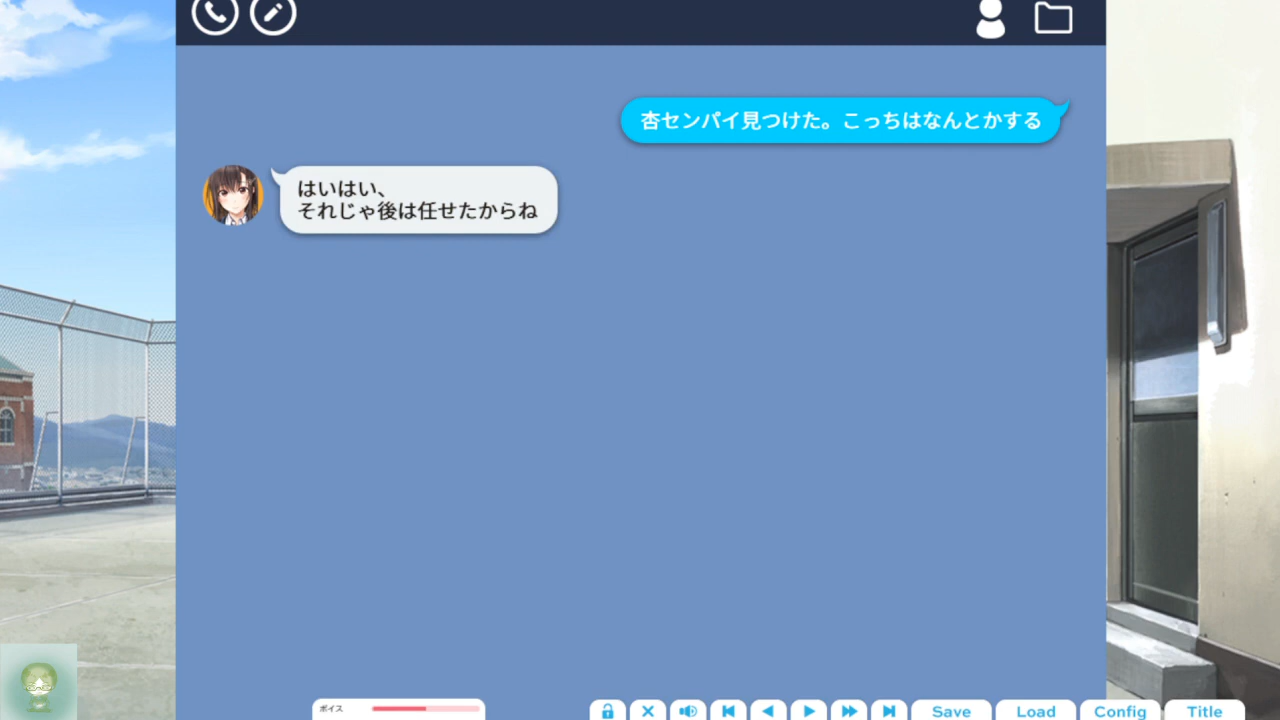 杏センパイ見つけた。こっちはなんとかする
はいはい、
それじゃ後は任せたからね
ボイス
Save
Load
Config
Title